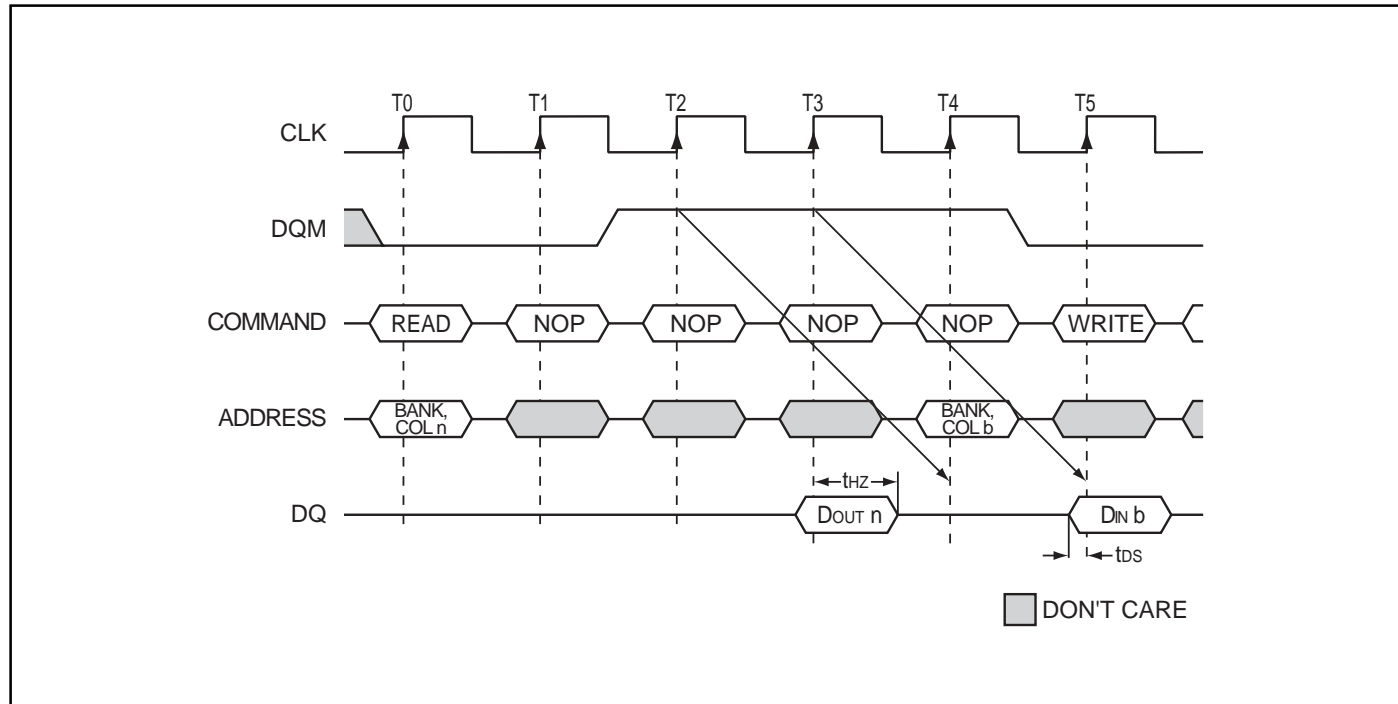 T0 T1 T2 T3 T4 T5
CLK
DQM
COMMAND READ NOP NOP NOP NOP WRITE
ADDRESS BANK, COL n BANK, COL b
tHZ
DQ DOUT n DIN b
tDS
DON'T CARE